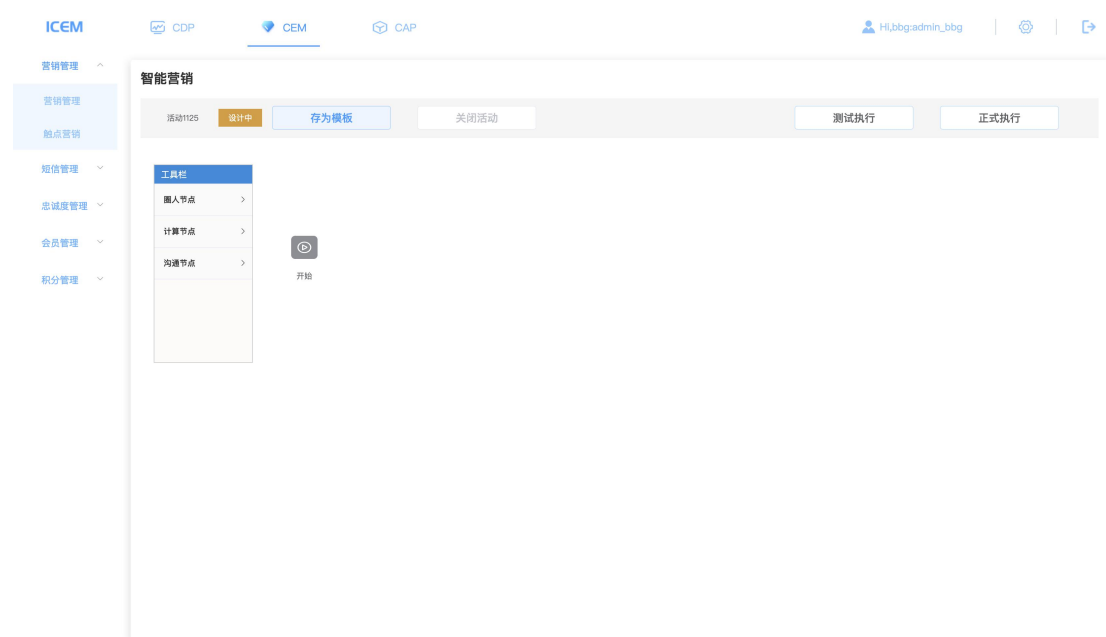 ICEM
CDP
CEM
CAP
Hi,bbg:admin_bbg
营销管理
营销管理
触点营销
短信管理
忠诚度管理
会员管理
积分管理
智能营销
活动1125
设计中
存为模板
关闭活动
测试执行
正式执行
工具栏
圈人节点
计算节点
沟通节点
开始